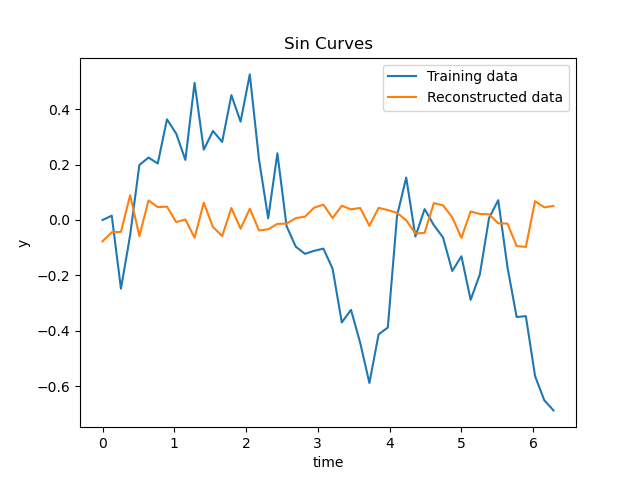 Sin Curves
Training data
Reconstructed data
0.4
0.2
0.0
−0.2
−0.4
−0.6
y
0 1 2 3 4 5 6
time